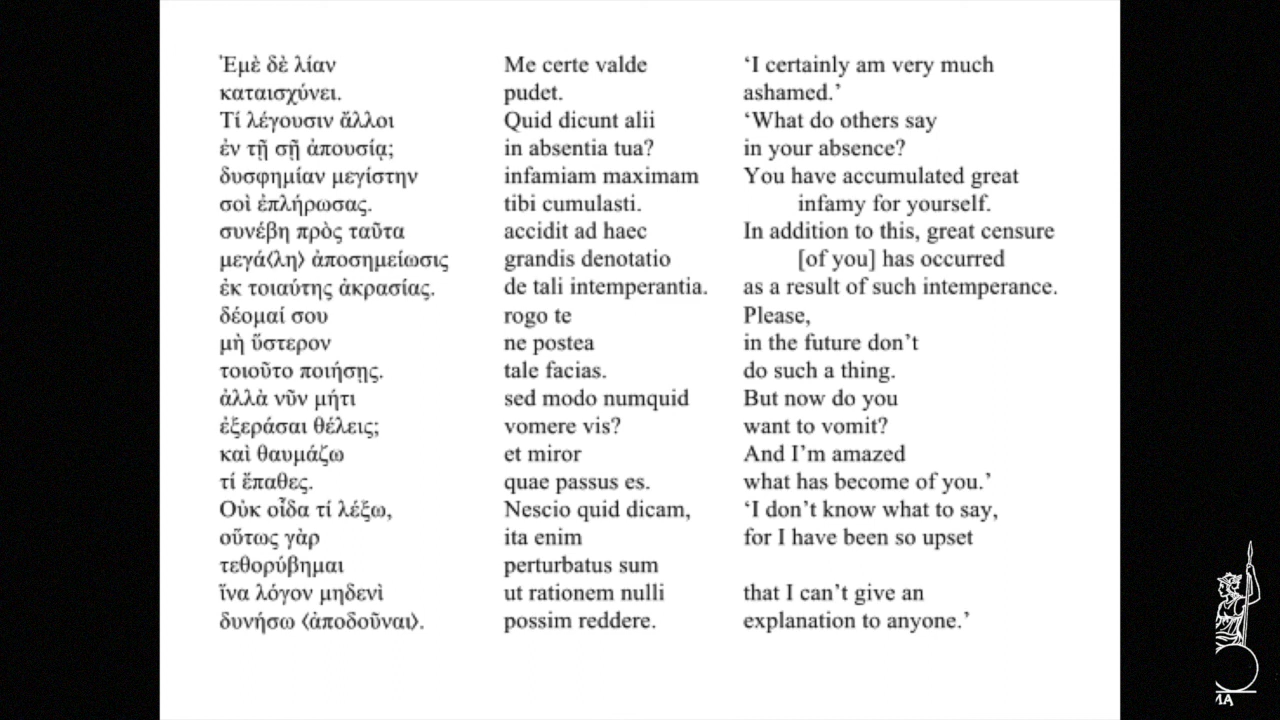 Ἐμὲ δὲ λίαν
καταισχύνει.
Τί λέγουσιν ἄλλοι
ἐν τῇ σῇ ἀπουσίᾳ;
δυσφημίαν μεγίστην
σοὶ ἐπλήρωσας.
συνέβη πρὸς ταῦτα
μεγά⟨λη⟩ ἀποσημείωσις
ἐκ τοιαύτης ἀκρασίας.
δέομαί σου
μὴ ὕστερον
τοιοῦτο ποιήσῃς.
ἀλλὰ νῦν μήτι
ἐξεράσαι θέλεις;
καὶ θαυμάζω
τί ἔπαθες.
Οὐκ οἶδα τί λέξω,
οὕτως γὰρ
τεθορύβημαι
ἵνα λόγον μηδενὶ
δυνήσω ⟨ἀποδοῦναι⟩.
Me certe valde
pudet.
Quid dicunt alii
in absentia tua?
infamiam maximam
tibi cumulasti.
accidit ad haec
grandis denotatio
de tali intemperantia.
rogo te
ne postea
tale facias.
sed modo numquid
vomere vis?
et miror
quae passus es.
Nescio quid dicam,
ita enim
perturbatus sum
ut rationem nulli
possim reddere.
‘I certainly am very much
ashamed.’
‘What do others say
in your absence?
You have accumulated great
infamy for yourself.
In addition to this, great censure
[of you] has occurred
as a result of such intemperance.
Please,
in the future don’t
do such a thing.
But now do you
want to vomit?
And I’m amazed
what has become of you.’
‘I don’t know what to say,
for I have been so upset
that I can’t give an
explanation to anyone.’